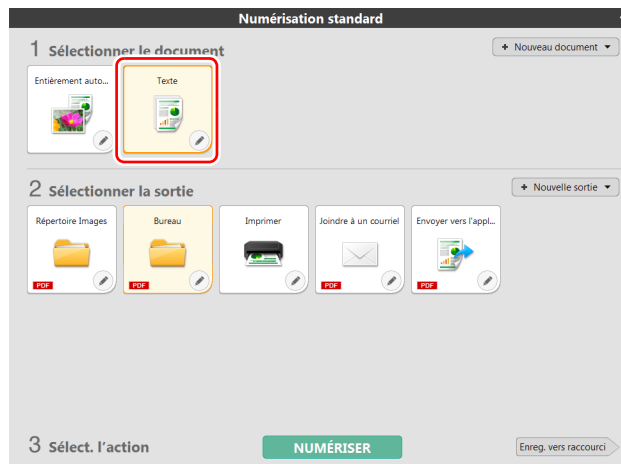 Numérisation standard
1 Sélectionner le document
+ Nouveau document
Entièrement auto...
Texte
2 Sélectionner la sortie
+ Nouvelle sortie
Répertoire Images
Bureau
Imprimer
Joindre à un courriel
Envoyer vers l'appl...
PDF
PDF
PDF
PDF
3 Sélect. l'action
NUMÉRISER
Enreg. vers raccourci